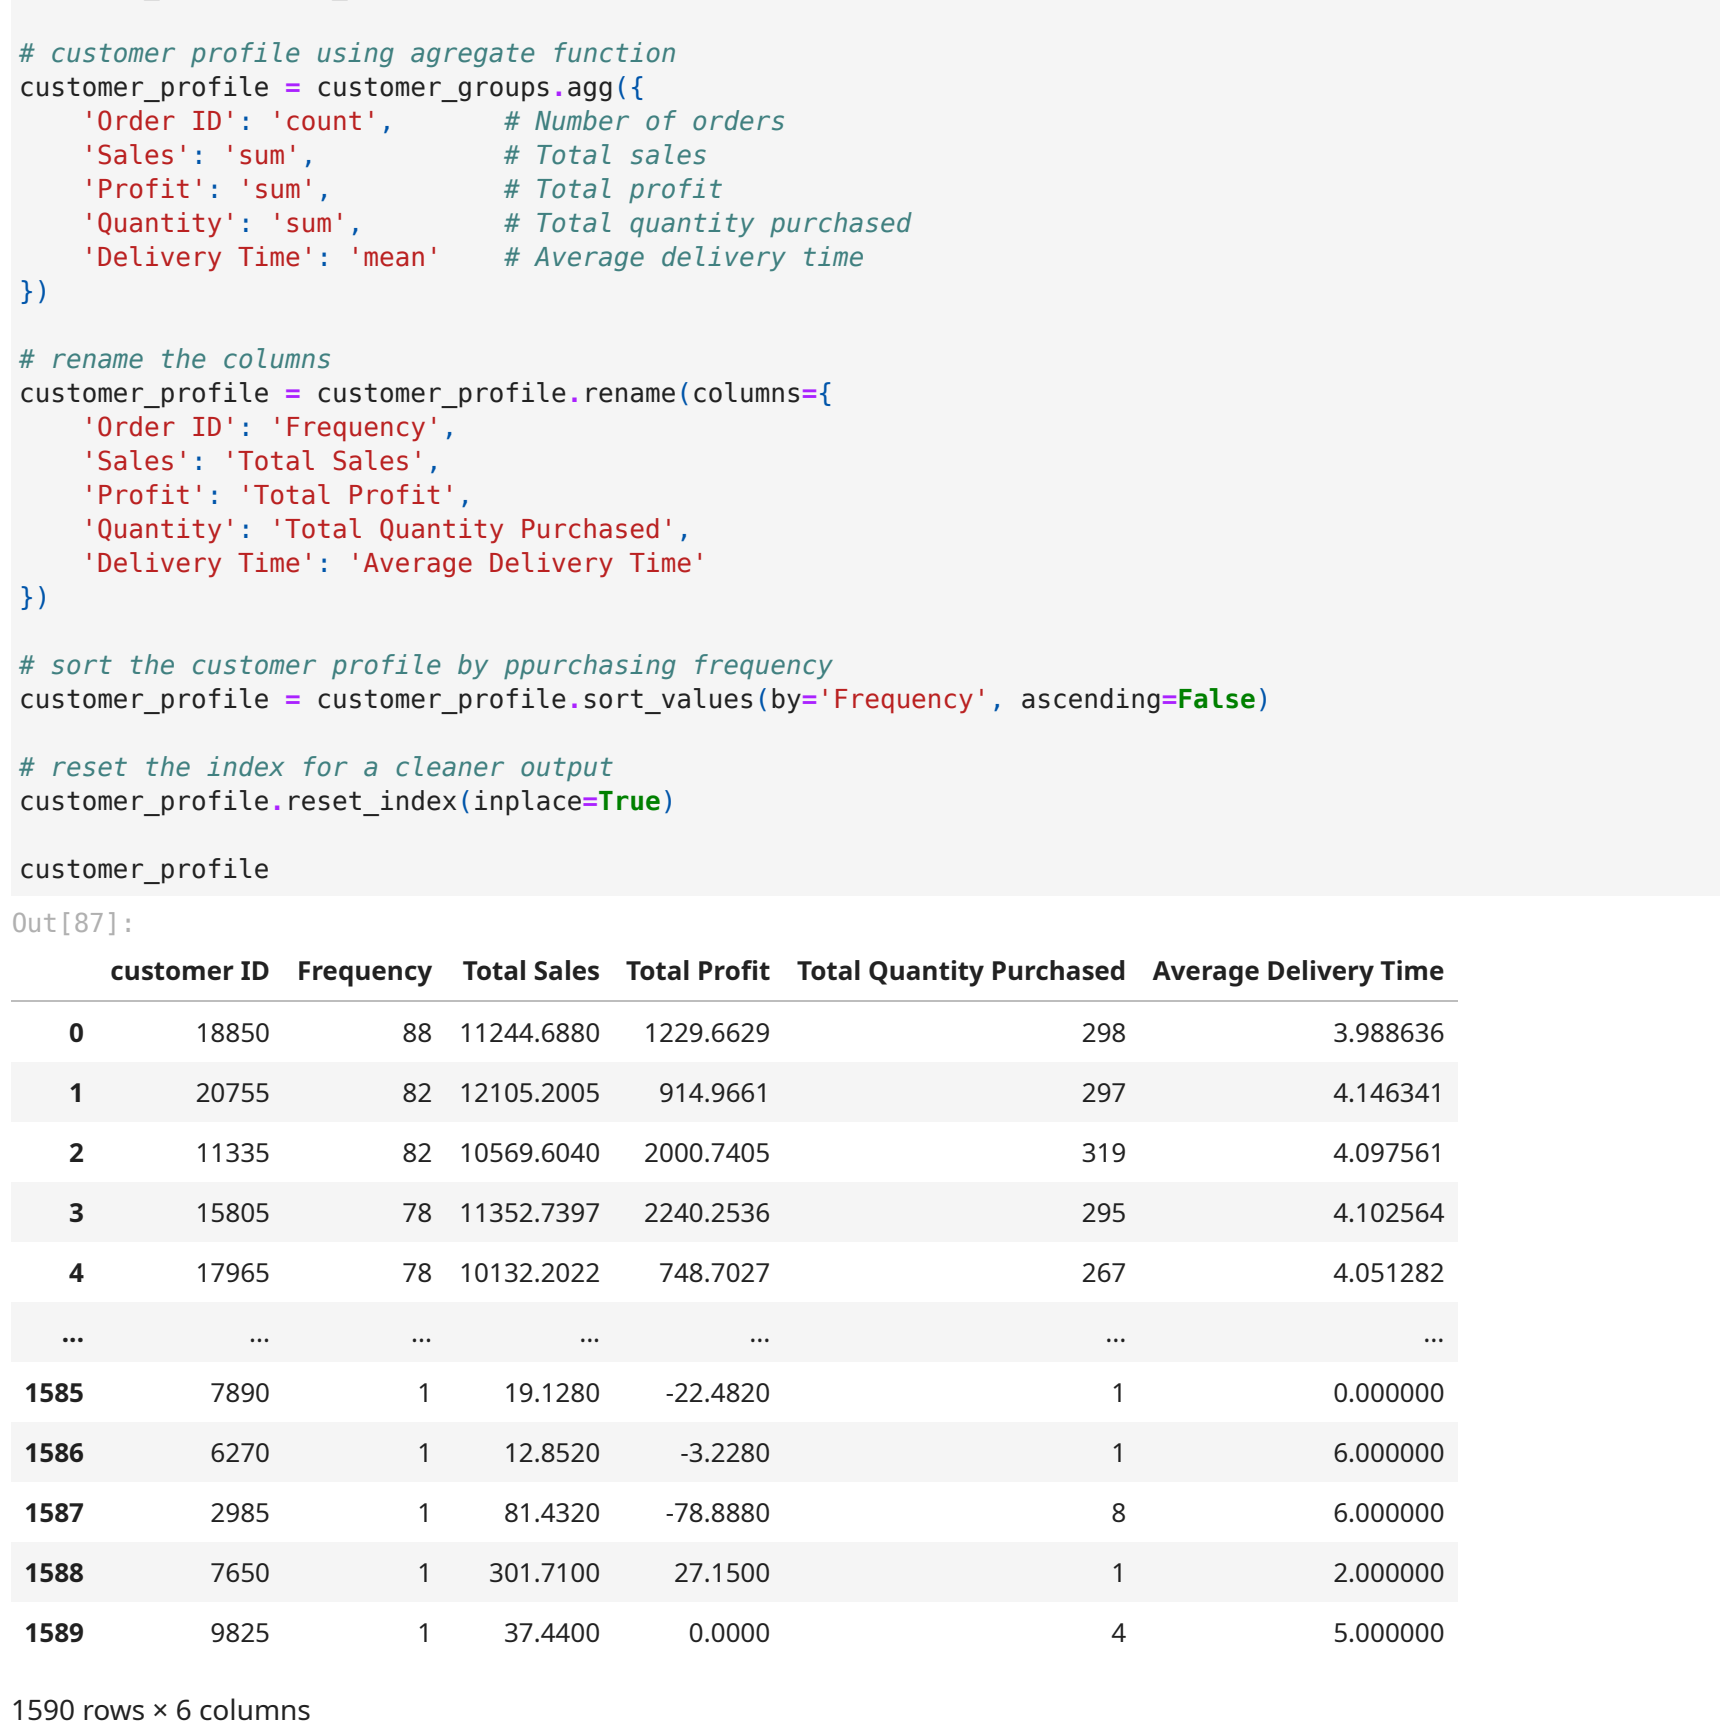 # customer profile using agregate function
customer_profile = customer_groups.agg({
    'Order ID': 'count',       # Number of orders
    'Sales': 'sum',            # Total sales
    'Profit': 'sum',           # Total profit
    'Quantity': 'sum',         # Total quantity purchased
    'Delivery Time': 'mean'    # Average delivery time
})
# rename the columns
customer_profile = customer_profile.rename(columns={
    'Order ID': 'Frequency',
    'Sales': 'Total Sales',
    'Profit': 'Total Profit',
    'Quantity': 'Total Quantity Purchased',
    'Delivery Time': 'Average Delivery Time'
})
# sort the customer profile by ppurchasing frequency
customer_profile = customer_profile.sort_values(by='Frequency', ascending=False)
# reset the index for a cleaner output
customer_profile.reset_index(inplace=True)
customer_profile
Out[87]:
customer ID Frequency Total Sales Total Profit Total Quantity Purchased Average Delivery Time
0 18850 88 11244.6880 1229.6629 298 3.988636
1 20755 82 12105.2005 914.9661 297 4.146341
2 11335 82 10569.6040 2000.7405 319 4.097561
3 15805 78 11352.7397 2240.2536 295 4.102564
4 17965 78 10132.2022 748.7027 267 4.051282
... ... ... ... ... ... ...
1585 7890 1 19.1280 -22.4820 1 0.000000
1586 6270 1 12.8520 -3.2280 1 6.000000
1587 2985 1 81.4320 -78.8880 8 6.000000
1588 7650 1 301.7100 27.1500 1 2.000000
1589 9825 1 37.4400 0.0000 4 5.000000
1590 rows × 6 columns